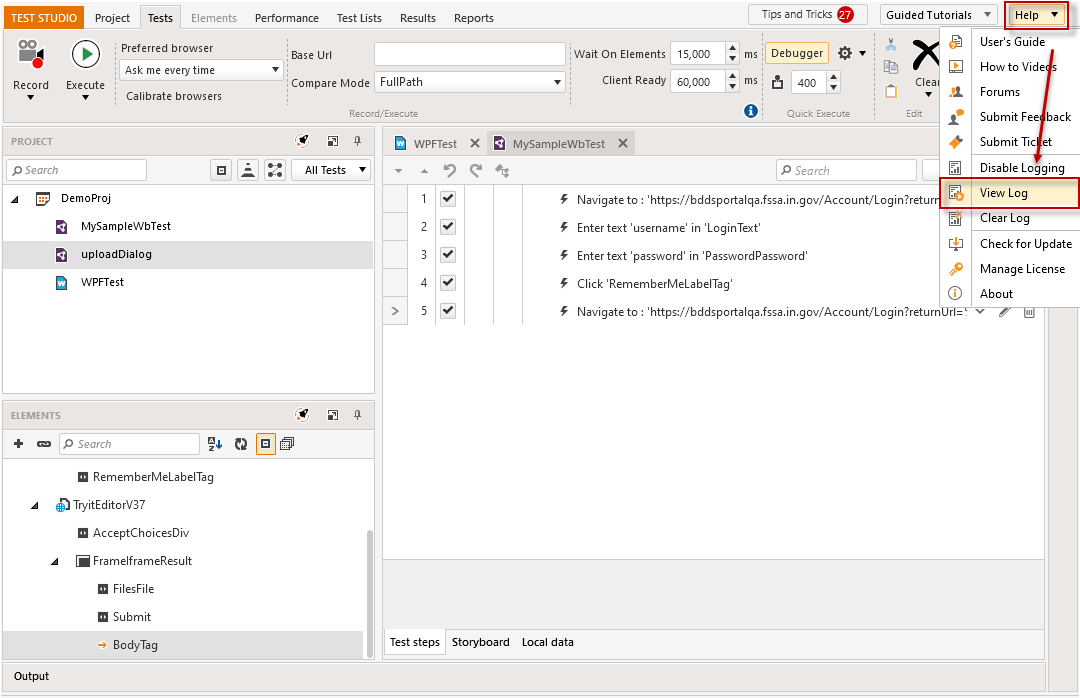 TEST STUDIO Project Tests Elements Performance Test Lists Results Reports Tips and Tricks 27 Guided Tutorials Help
Record
Execute
Preferred browser
Ask me every time
Calibrate browsers
Base Url
Compare Mode FullPath
Wait On Elements 15,000 ms
Client Ready 60,000 ms
Record/Execute
Debugger
400
Quick Execute
Clear
Edit
User's Guide
How to Videos
Forums
Submit Feedback
Submit Ticket
Disable Logging
View Log
Clear Log
Check for Update
Manage License
About
PROJECT
Search All Tests
DemoProj
MySampleWbTest
uploadDialog
WPFTest
ELEMENTS
Search
RememberMeLabelTag
TryitEditorV37
AcceptChoicesDiv
FrameIframeResult
FilesFile
Submit
BodyTag
WPFTest MySampleWbTest
Search
1 Navigate to : 'https://bddsportalqa.fssa.in.gov/Account/Login?return
2 Enter text 'username' in 'LoginText'
3 Enter text 'password' in 'PasswordPassword'
4 Click 'RememberMeLabelTag'
5 Navigate to : 'https://bddsportalqa.fssa.in.gov/Account/Login?returnUrl='
Test steps Storyboard Local data
Output